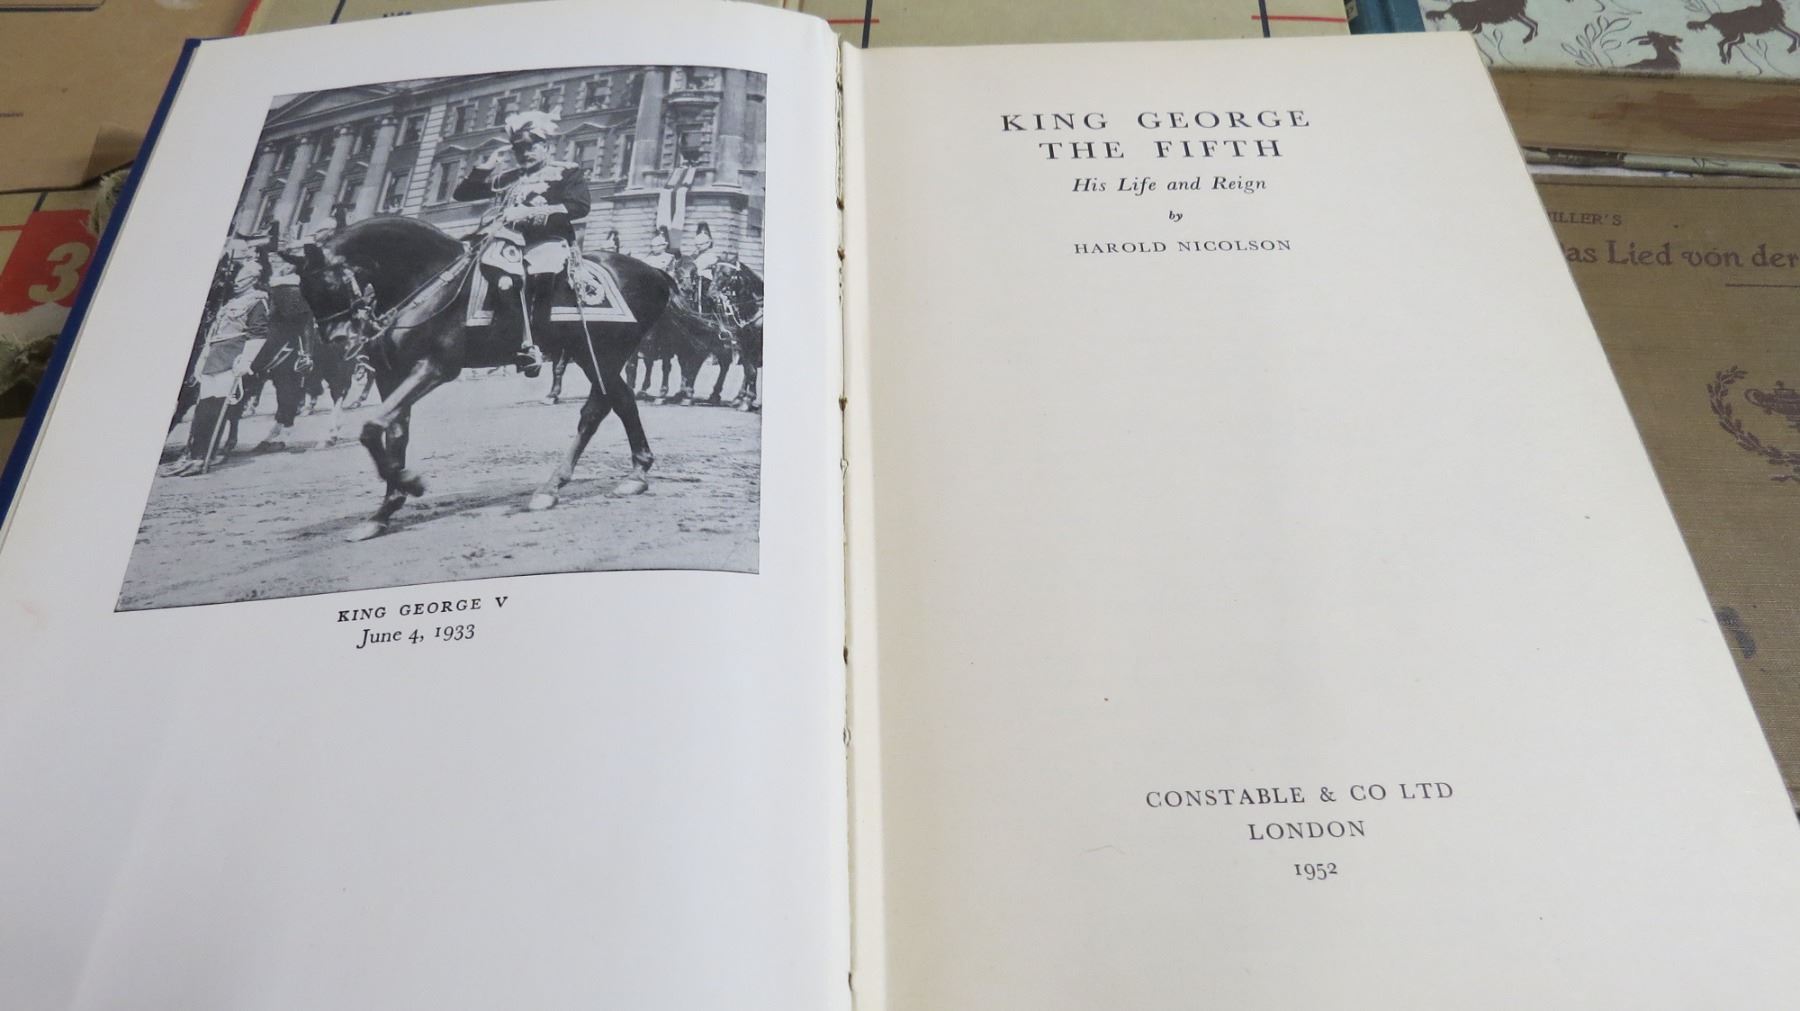 KING GEORGE V
June 4, 1933
KING GEORGE
THE FIFTH
His Life and Reign
by
HAROLD NICOLSON
CONSTABLE & CO LTD
LONDON
1952
3
ILLER'S
as Lied von der